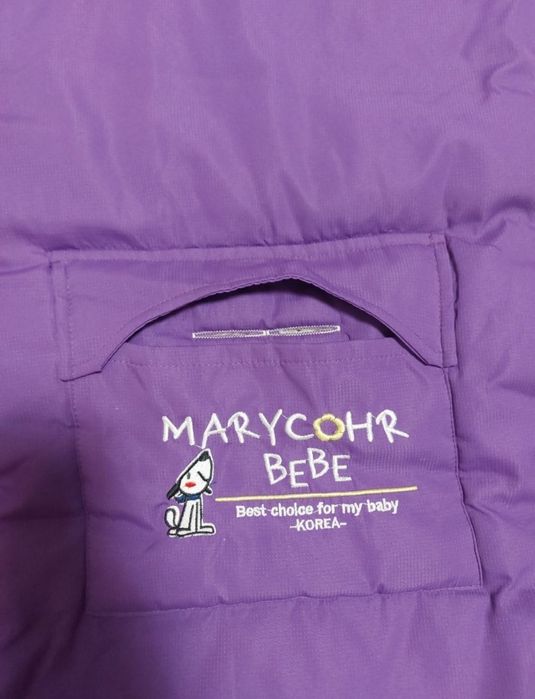 MARYCOHR
BEBE
Best choice for my baby
-KOREA-